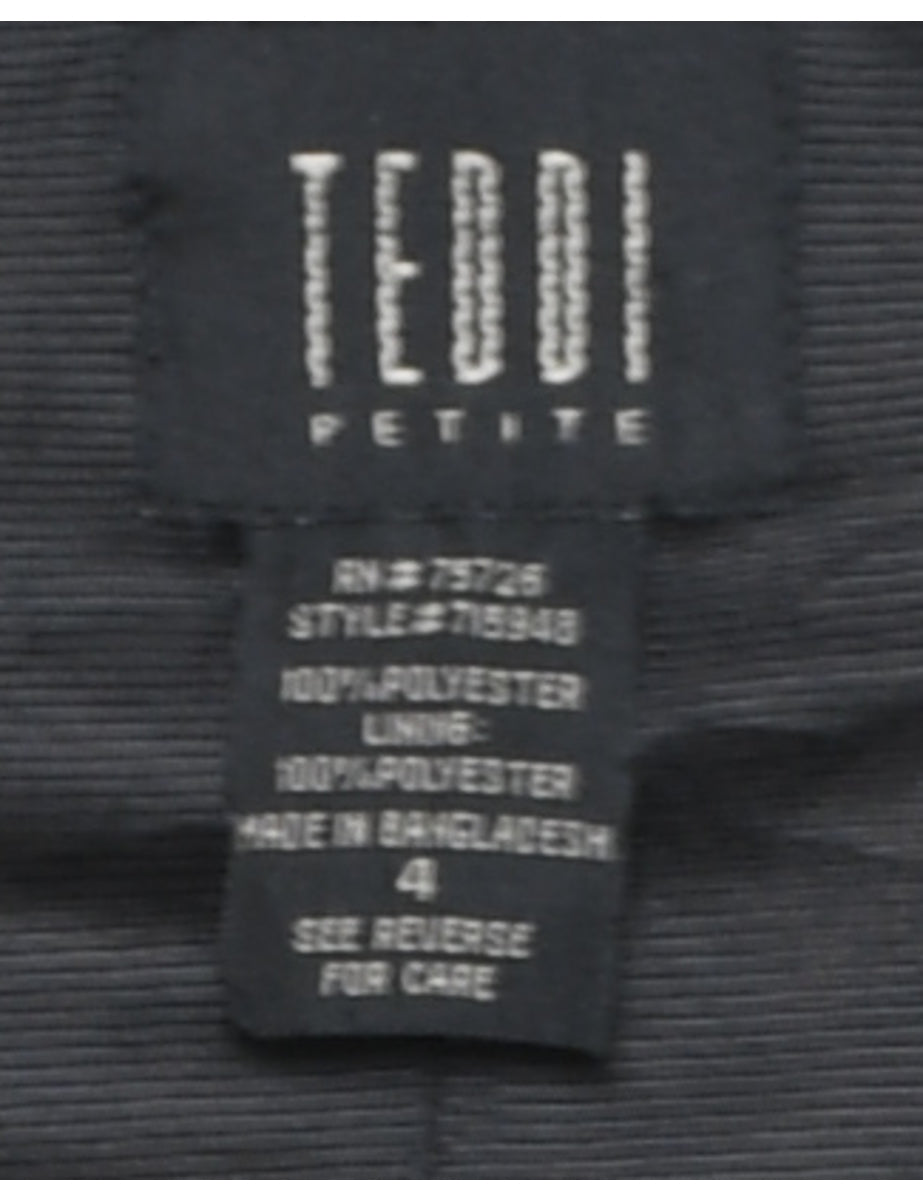 TEDDI
PETITE
RN#75726
STYLE#715948
100%POLYESTER
LINING:
100%POLYESTER
MADE IN BANGLADESH
4
SEE REVERSE
FOR CARE